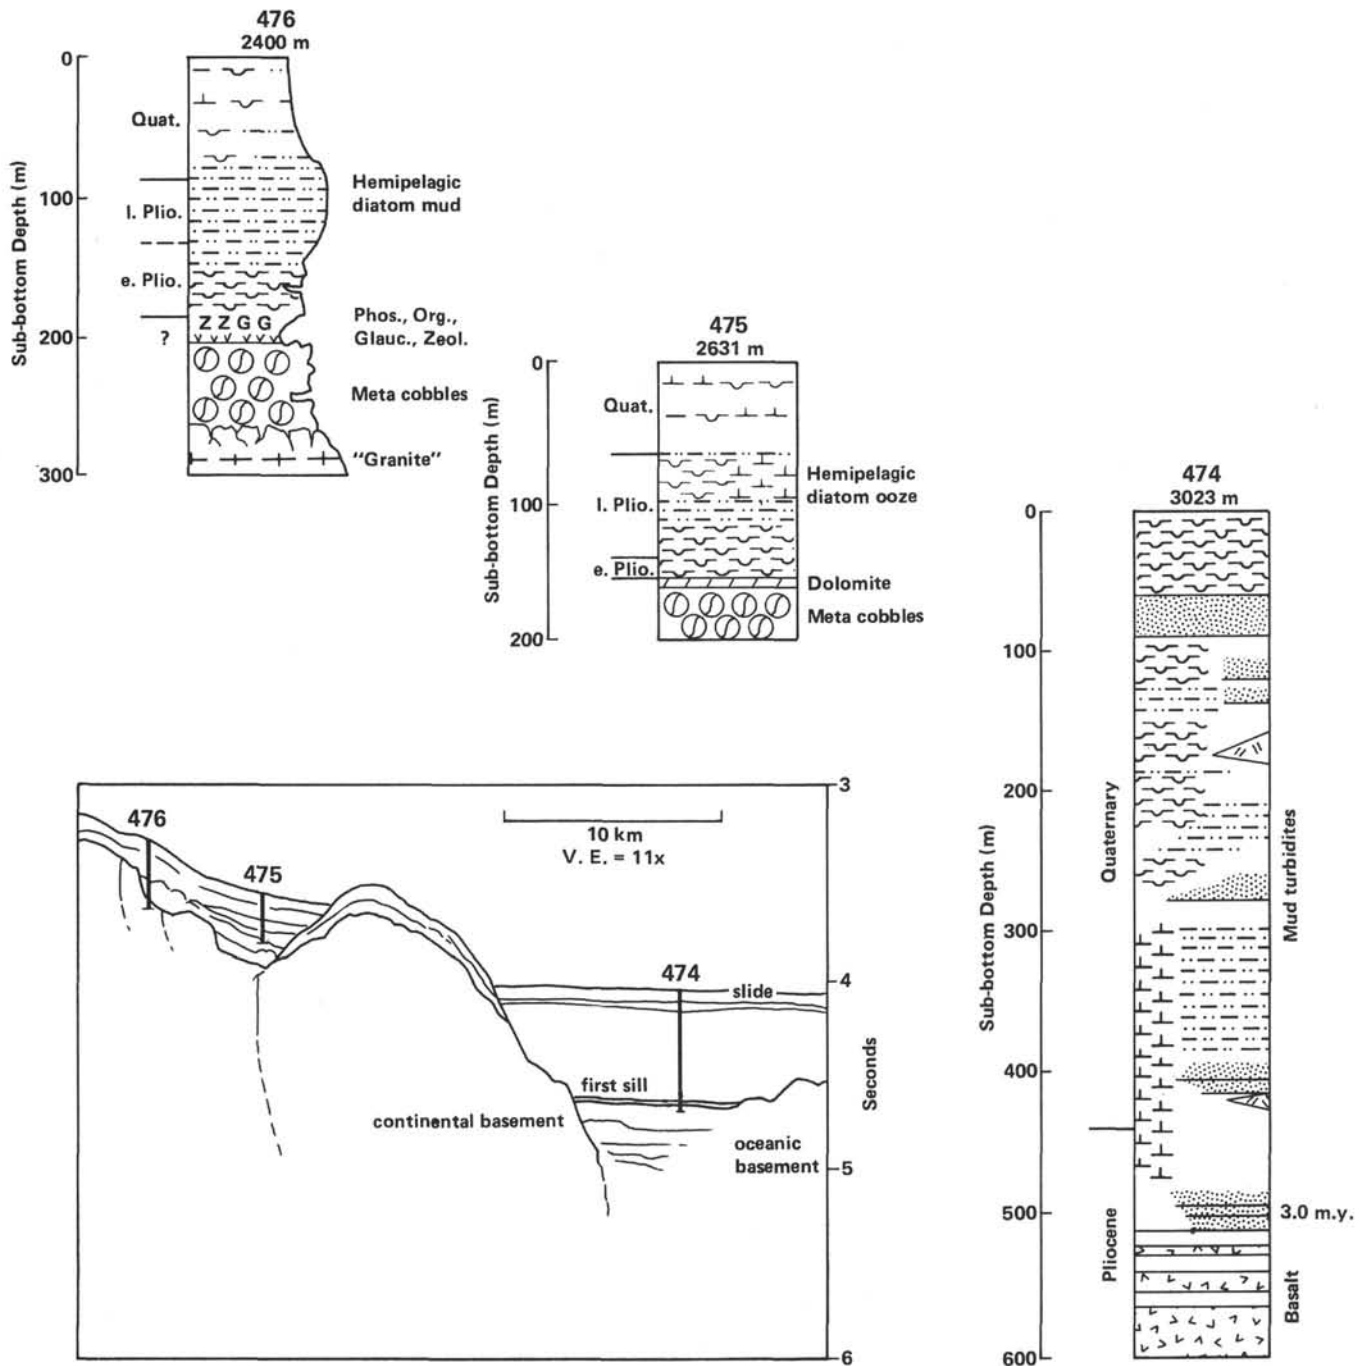 476
2400 m
0
100
200
300
Sub-bottom Depth (m)
Quat.
l. Plio.
e. Plio.
?
Z Z G G
Hemipelagic
diatom mud
Phos., Org.,
Glauc., Zeol.
Meta cobbles
"Granite"
475
2631 m
0
100
200
Sub-bottom Depth (m)
Quat.
l. Plio.
e. Plio.
Hemipelagic
diatom ooze
Dolomite
Meta cobbles
474
3023 m
0
100
200
300
400
500
600
Sub-bottom Depth (m)
Quaternary
Pliocene
Mud turbidites
3.0 m.y.
Basalt
476
475
474
10 km
V. E. = 11x
slide
first sill
continental basement
oceanic
basement
3
4
5
6
Seconds